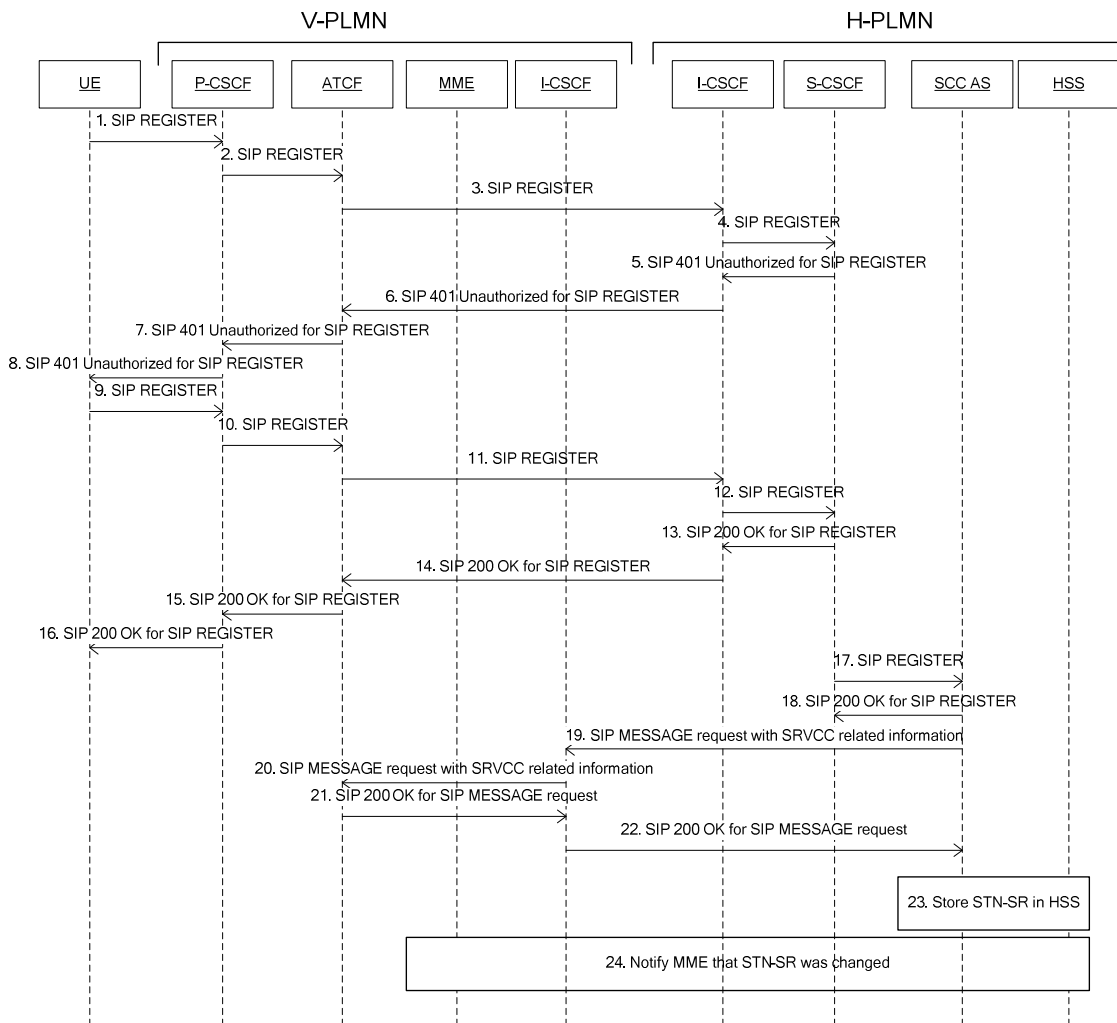 V-PLMN
H-PLMN
UE
P-CSCF
ATCF
MME
I-CSCF
I-CSCF
S-CSCF
SCC AS
HSS
1. SIP REGISTER
2. SIP REGISTER
3. SIP REGISTER
4. SIP REGISTER
5. SIP 401 Unauthorized for SIP REGISTER
6. SIP 401 Unauthorized for SIP REGISTER
7. SIP 401 Unauthorized for SIP REGISTER
8. SIP 401 Unauthorized for SIP REGISTER
9. SIP REGISTER
10. SIP REGISTER
11. SIP REGISTER
12. SIP REGISTER
13. SIP 200 OK for SIP REGISTER
14. SIP 200 OK for SIP REGISTER
15. SIP 200 OK for SIP REGISTER
16. SIP 200 OK for SIP REGISTER
17. SIP REGISTER
18. SIP 200 OK for SIP REGISTER
19. SIP MESSAGE request with SRVCC related information
20. SIP MESSAGE request with SRVCC related information
21. SIP 200 OK for SIP MESSAGE request
22. SIP 200 OK for SIP MESSAGE request
23. Store STN-SR in HSS
24. Notify MME that STN-SR was changed